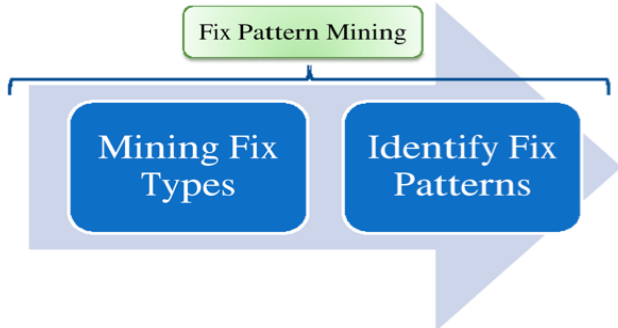 Fix Pattern Mining
Mining Fix
Types
Identify Fix
Patterns